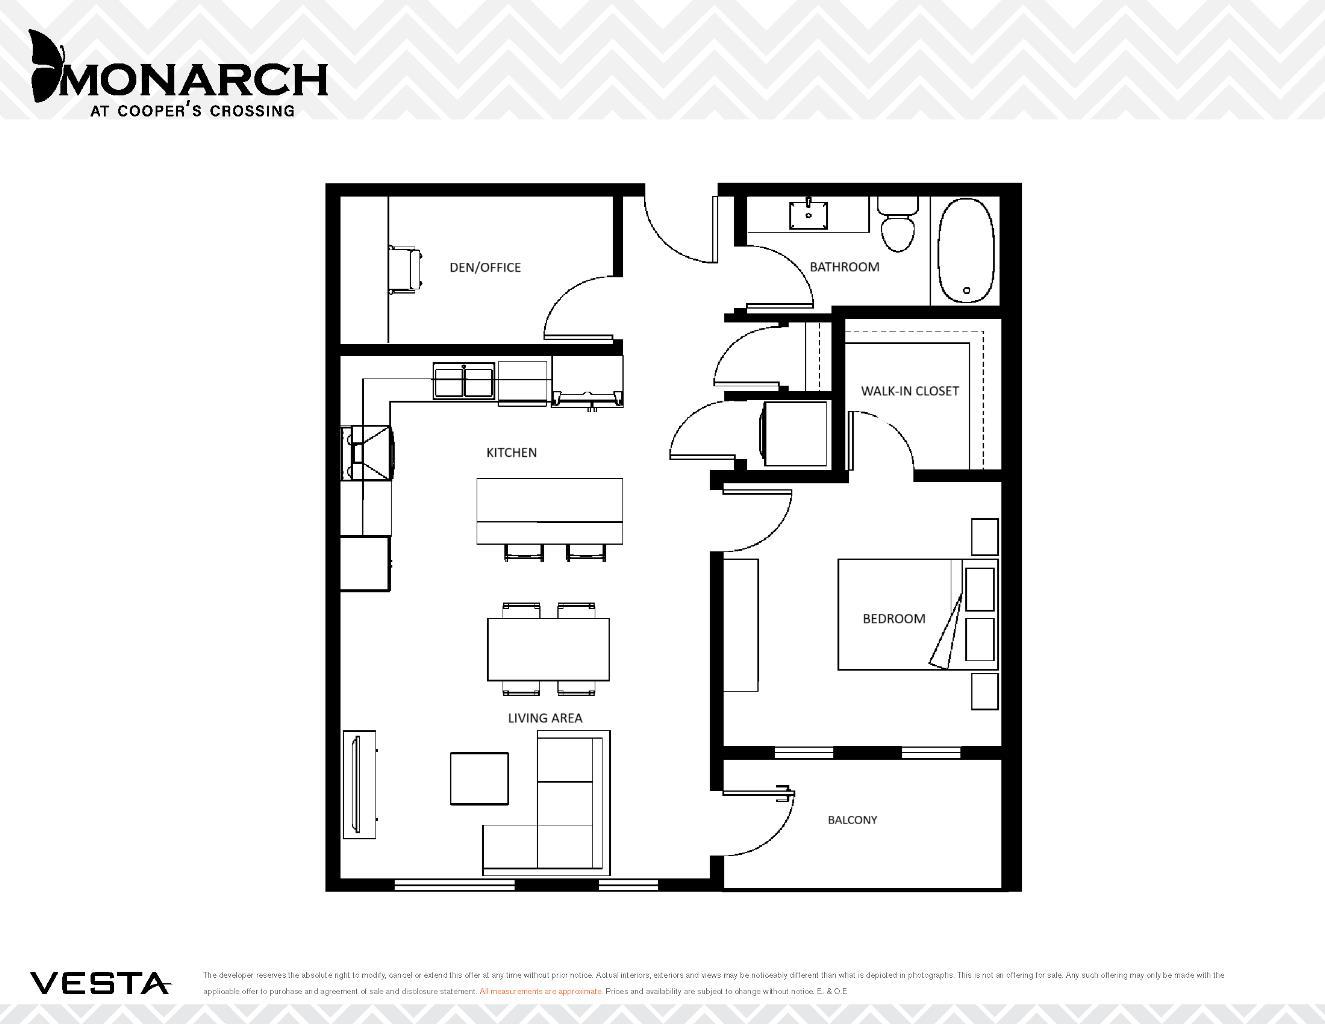 MONARCH
AT COOPER'S CROSSING
DEN/OFFICE
BATHROOM
WALK-IN CLOSET
KITCHEN
BEDROOM
LIVING AREA
BALCONY
VESTA
The developer reserves the absolute right to modify, cancel or extend this offer at any time without prior notice. Actual interiors, exteriors and views may be noticeably different than what is depicted in photographs. This is not an offering for sale. Any such offering may only be made with the
applicable offer to purchase and agreement of sale and disclosure statement. All measurements are approximate. Prices and availability are subject to change without notice. E. & O.E